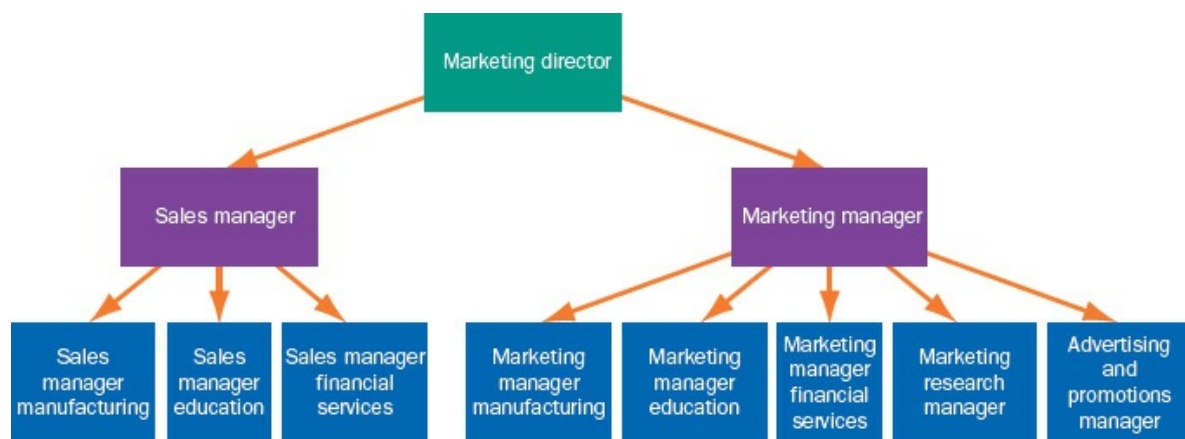 Marketing director
Sales manager
Marketing manager
Sales
manager
manufacturing
Sales
manager
education
Sales manager
financial
services
Marketing
manager
manufacturing
Marketing
manager
education
Marketing
manager
financial
services
Marketing
research
manager
Advertising
and
promotions
manager